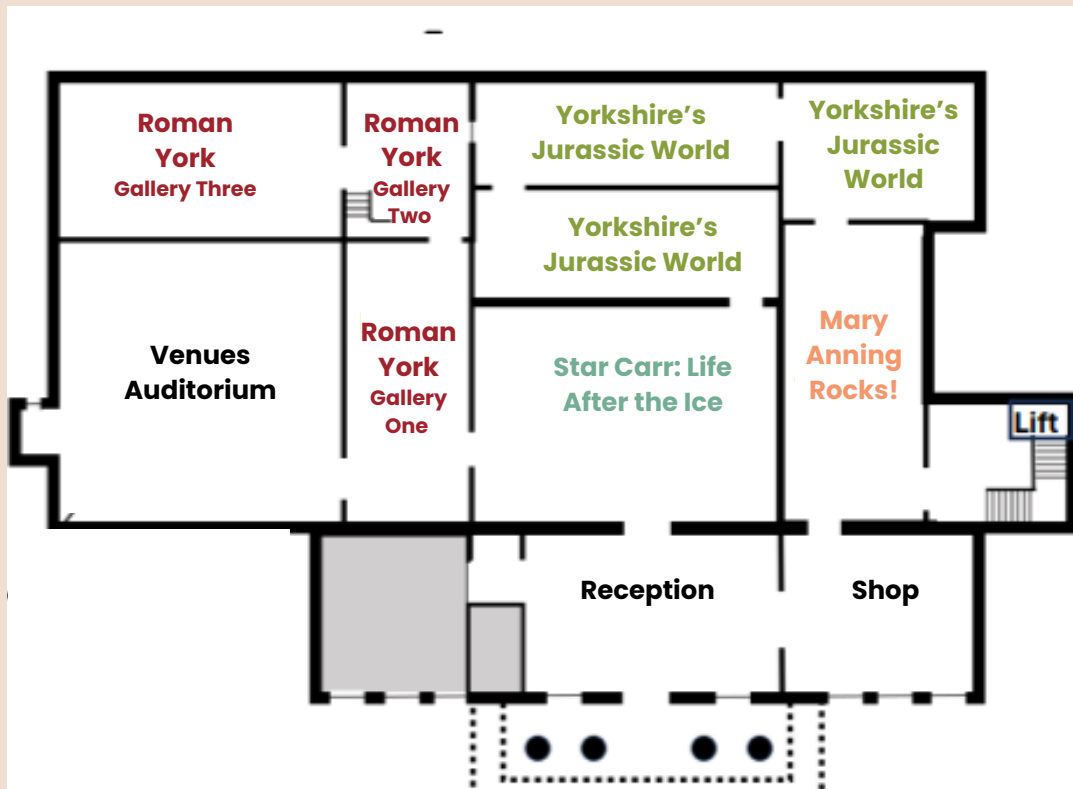 Roman
York
Gallery Three
Roman
York
Gallery
Two
Yorkshire’s
Jurassic World
Yorkshire’s
Jurassic
World
Yorkshire’s
Jurassic World
Venues
Auditorium
Roman
York
Gallery
One
Star Carr: Life
After the Ice
Mary
Anning
Rocks!
Lift
Reception
Shop